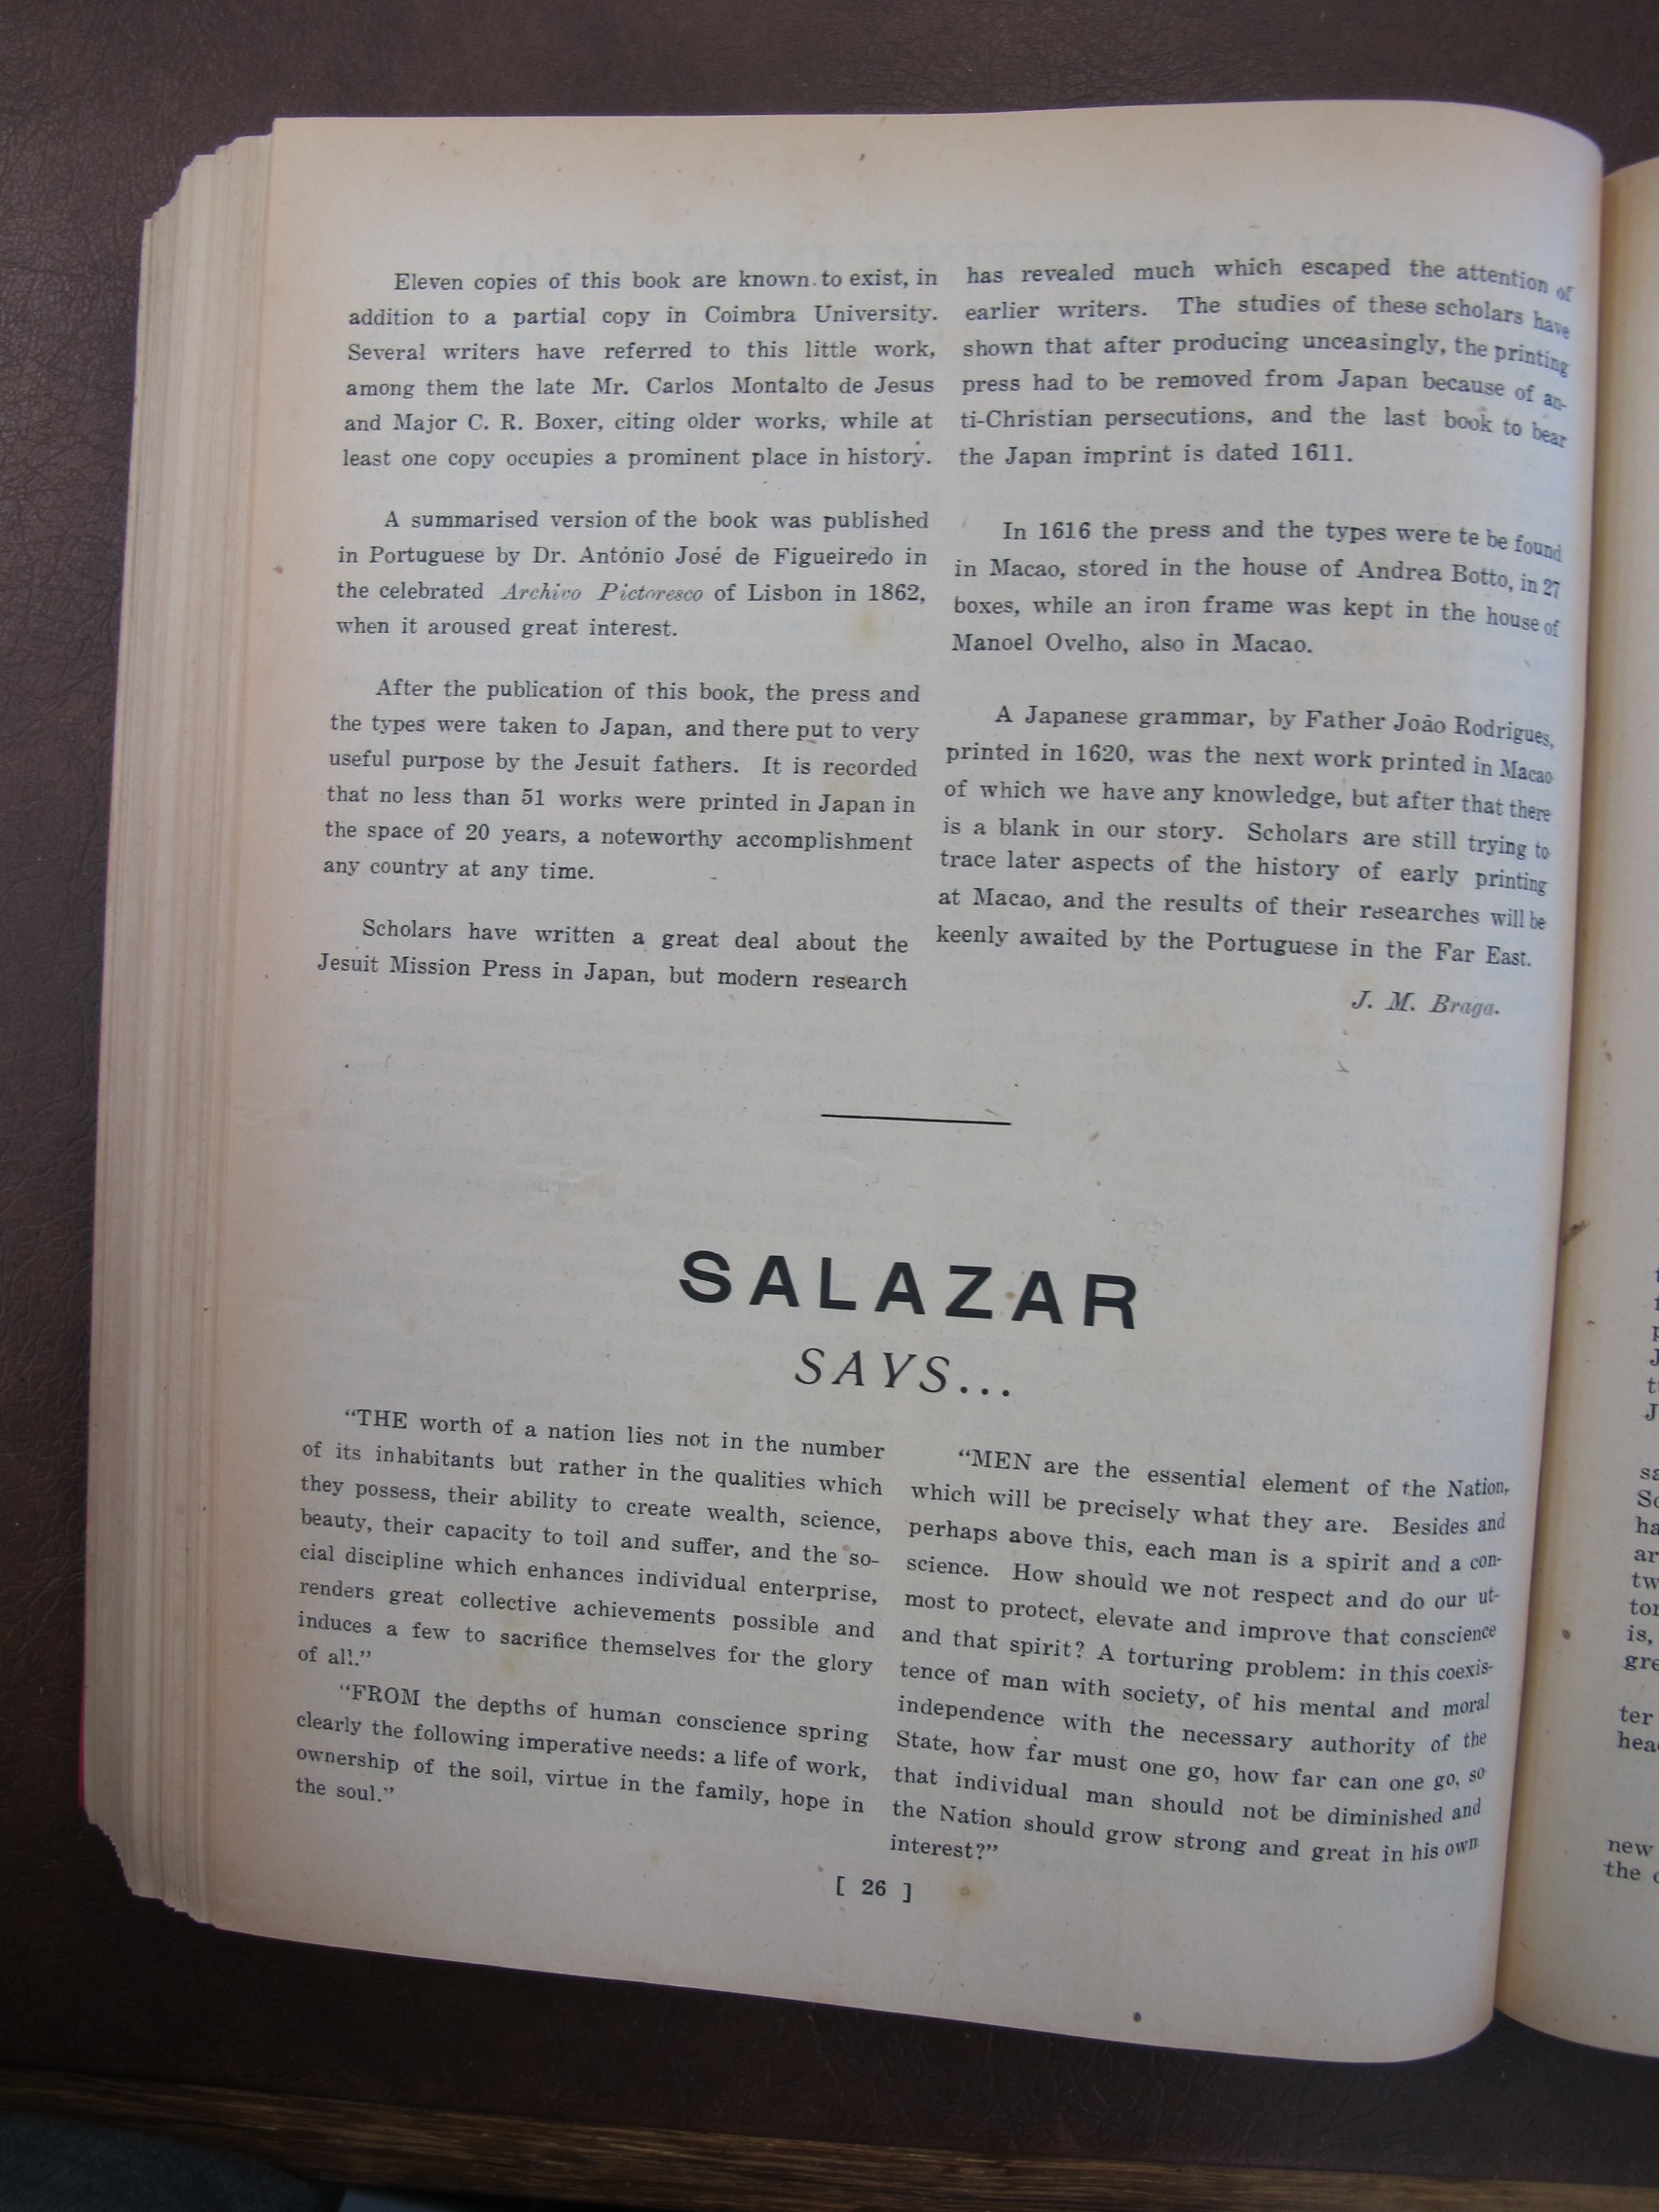 Eleven copies of this book are known to exist, in
addition to a partial copy in Coimbra University.
Several writers have referred to this little work,
among them the late Mr. Carlos Montalto de Jesus
and Major C. R. Boxer, citing older works, while at
least one copy occupies a prominent place in history.
A summarised version of the book was published
in Portuguese by Dr. António José de Figueiredo in
the celebrated Archivo Pictoresco of Lisbon in 1862,
when it aroused great interest.
After the publication of this book, the press and
the types were taken to Japan, and there put to very
useful purpose by the Jesuit fathers. It is recorded
that no less than 51 works were printed in Japan in
the space of 20 years, a noteworthy accomplishment
any country at any time.
Scholars have written a great deal about the
Jesuit Mission Press in Japan, but modern research
has revealed much which escaped the attention of
earlier writers. The studies of these scholars have
shown that after producing unceasingly, the printing
press had to be removed from Japan because of an-
ti-Christian persecutions, and the last book to bear
the Japan imprint is dated 1611.
In 1616 the press and the types were te be found
in Macao, stored in the house of Andrea Botto, in 27
boxes, while an iron frame was kept in the house of
Manoel Ovelho, also in Macao.
A Japanese grammar, by Father João Rodrigues,
printed in 1620, was the next work printed in Macao
of which we have any knowledge, but after that there
is a blank in our story. Scholars are still trying to
trace later aspects of the history of early printing
at Macao, and the results of their researches will be
keenly awaited by the Portuguese in the Far East.
J. M. Braga.
SALAZAR
SAYS...
“THE worth of a nation lies not in the number
of its inhabitants but rather in the qualities which
they possess, their ability to create wealth, science,
beauty, their capacity to toil and suffer, and the so-
cial discipline which enhances individual enterprise,
renders great collective achievements possible and
induces a few to sacrifice themselves for the glory
of all.”
“FROM the depths of human conscience spring
clearly the following imperative needs: a life of work,
ownership of the soil, virtue in the family, hope in
the soul.”
“MEN are the essential element of the Nation,
which will be precisely what they are. Besides and
perhaps above this, each man is a spirit and a con-
science. How should we not respect and do our ut-
most to protect, elevate and improve that conscience
and that spirit? A torturing problem: in this coexis-
tence of man with society, of his mental and moral
independence with the necessary authority of the
State, how far must one go, how far can one go, so
that individual man should not be diminished and
the Nation should grow strong and great in his own
interest?”
[ 26 ]
sa
ha
ar
tw
is,
ter
new
the